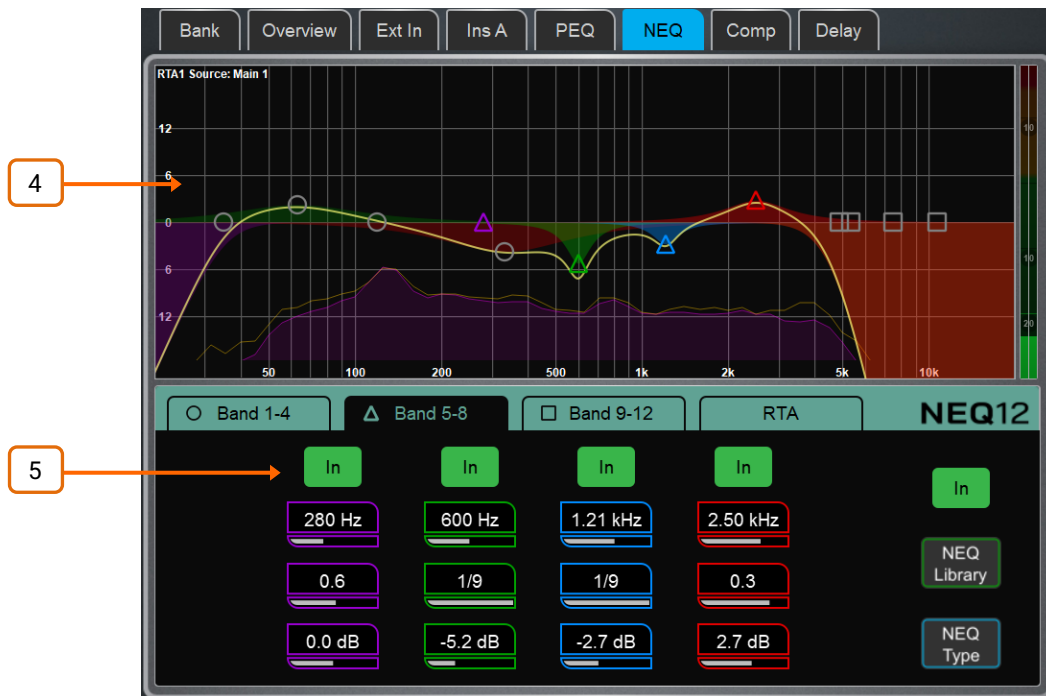 Bank Overview Ext In Ins A PEQ NEQ Comp Delay
RTA1 Source: Main 1
12
10
4
6
0
6
10
12
20
50 100 200 500 1k 2k 5k 10k
Band 1-4 Band 5-8 Band 9-12 RTA NEQ12
5
In In In In
In
280 Hz 600 Hz 1.21 kHz 2.50 kHz
NEQ
Library
0.6 1/9 1/9 0.3
0.0 dB -5.2 dB -2.7 dB 2.7 dB
NEQ
Type